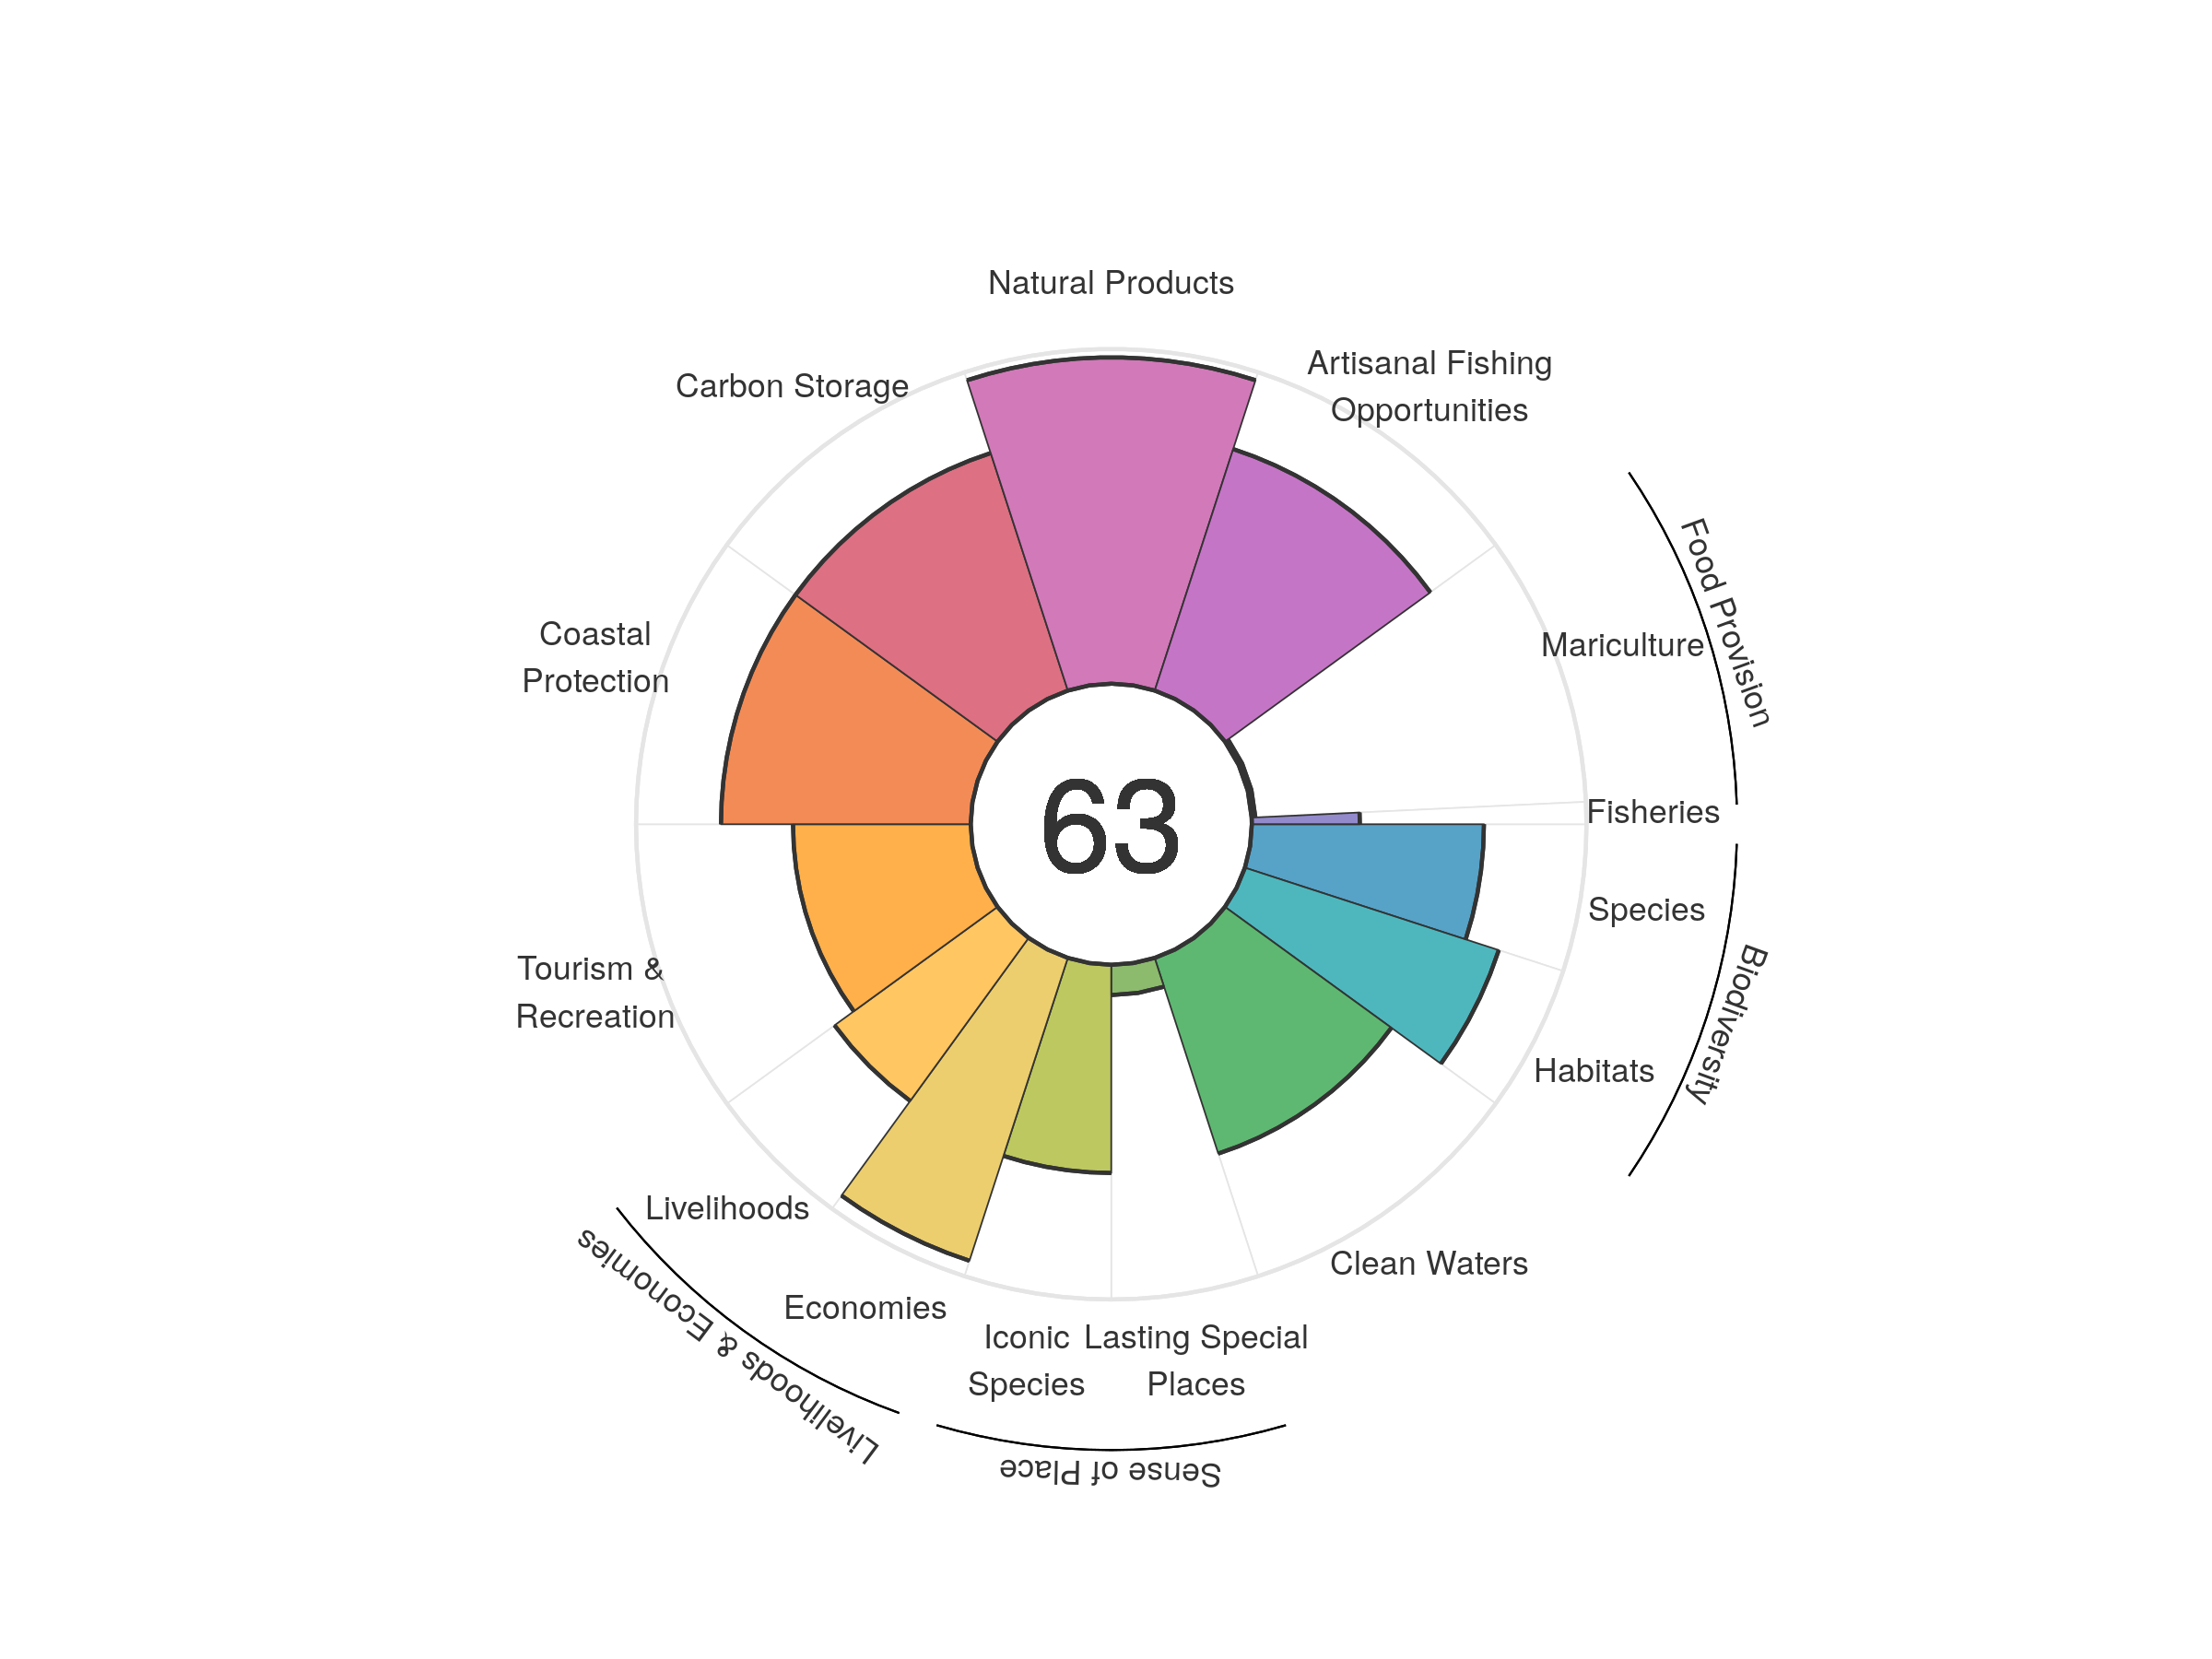 Natural Products
Artisanal Fishing
Opportunities
Carbon Storage
Food Provision
Mariculture
Coastal
Protection
Fisheries
63
Species
Biodiversity
Tourism &
Recreation
Habitats
Livelihoods
Clean Waters
Economies
Livelihoods & Economies
Iconic
Species
Lasting Special
Places
Sense of Place